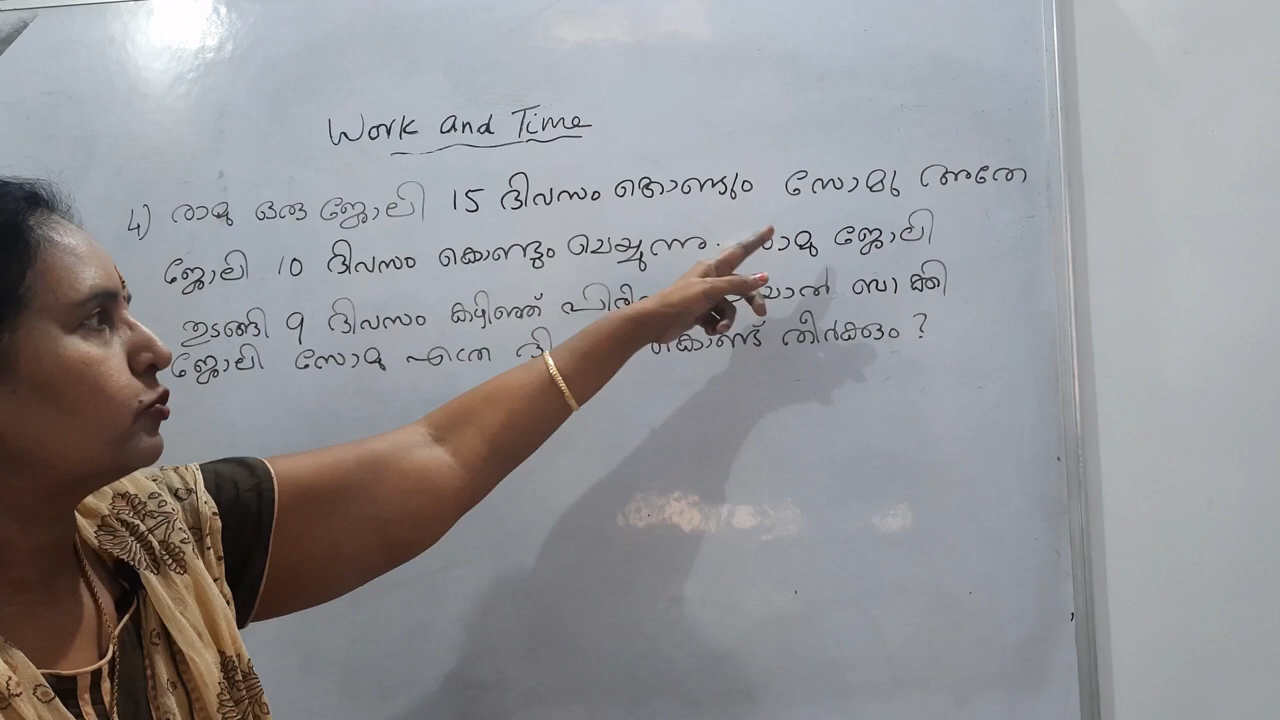 Work and Time
4) രാമു ഒരു ജോലി 15 ദിവസം കൊണ്ടും സോമു അതേ
ജോലി 10 ദിവസം കൊണ്ടും ചെയ്യുന്നു. ജോലി
തുടങ്ങി 9 ദിവസം കഴിഞ്ഞ് ബാക്കി
ജോലി സോമു എത്ര കൊണ്ട് തീർക്കും ?